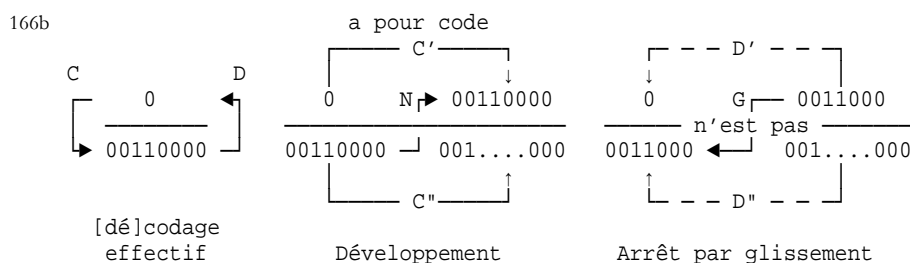 166b
a pour code
C' D'
C D
0 0 N 00110000 0 G 0011000
n'est pas
00110000 00110000 001....000 0011000 001....000
C" D"
[dé]codage
effectif Développement Arrêt par glissement